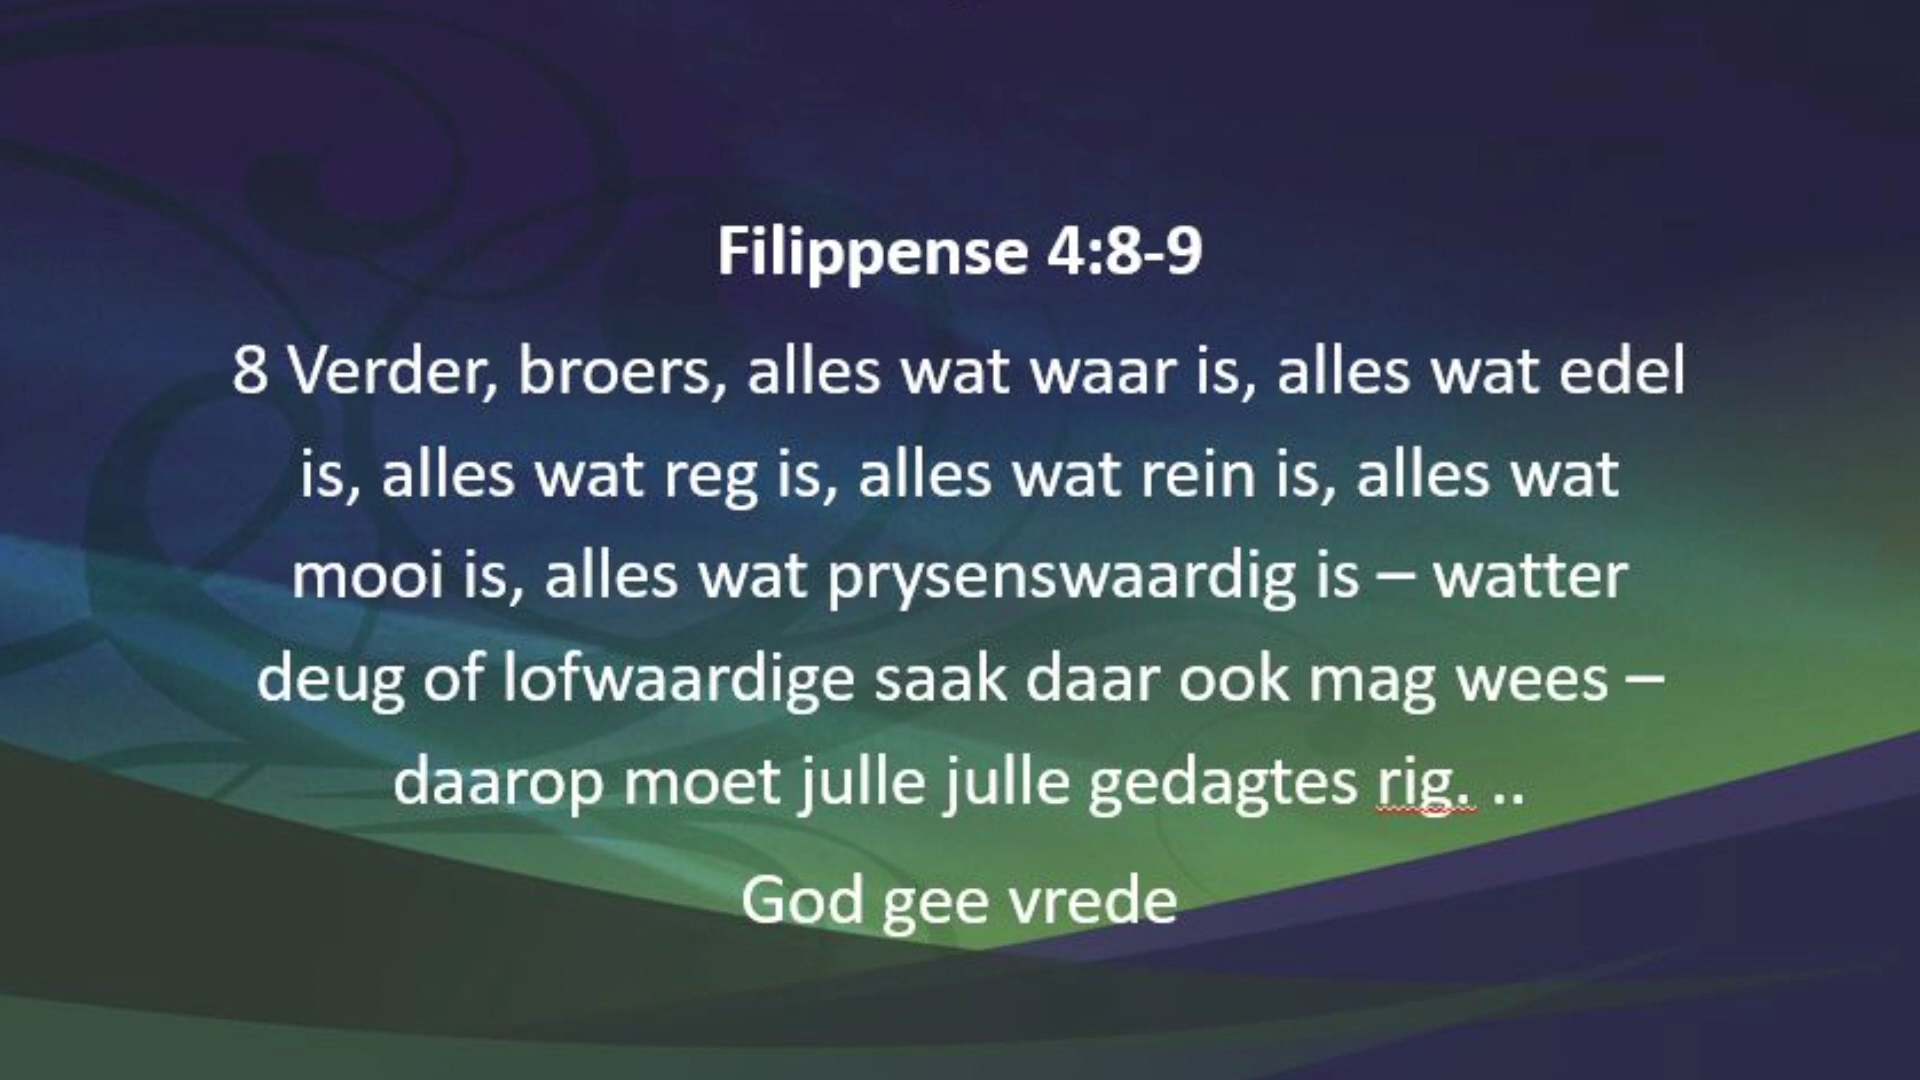 Filippense 4:8-9
8 Verder, broers, alles wat waar is, alles wat edel
is, alles wat reg is, alles wat rein is, alles wat
mooi is, alles wat prysenswaardig is – watter
deug of lofwaardige saak daar ook mag wees –
daarop moet julle julle gedagtes rig. ..
God gee vrede